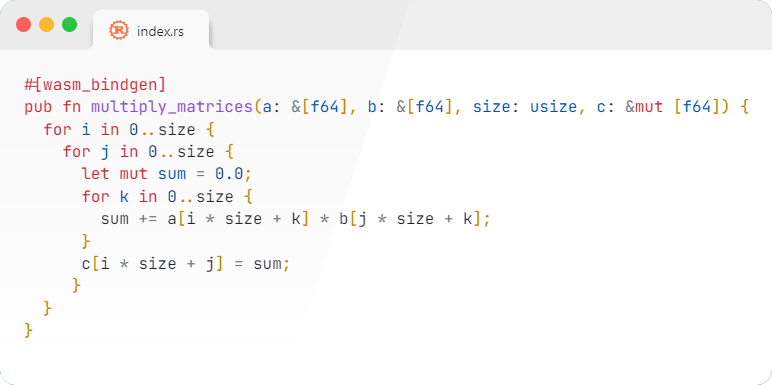 index.rs
#[wasm_bindgen]
pub fn multiply_matrices(a: &[f64], b: &[f64], size: usize, c: &mut [f64]) {
  for i in 0..size {
    for j in 0..size {
      let mut sum = 0.0;
      for k in 0..size {
        sum += a[i * size + k] * b[j * size + k];
      }
      c[i * size + j] = sum;
     }
  }
}